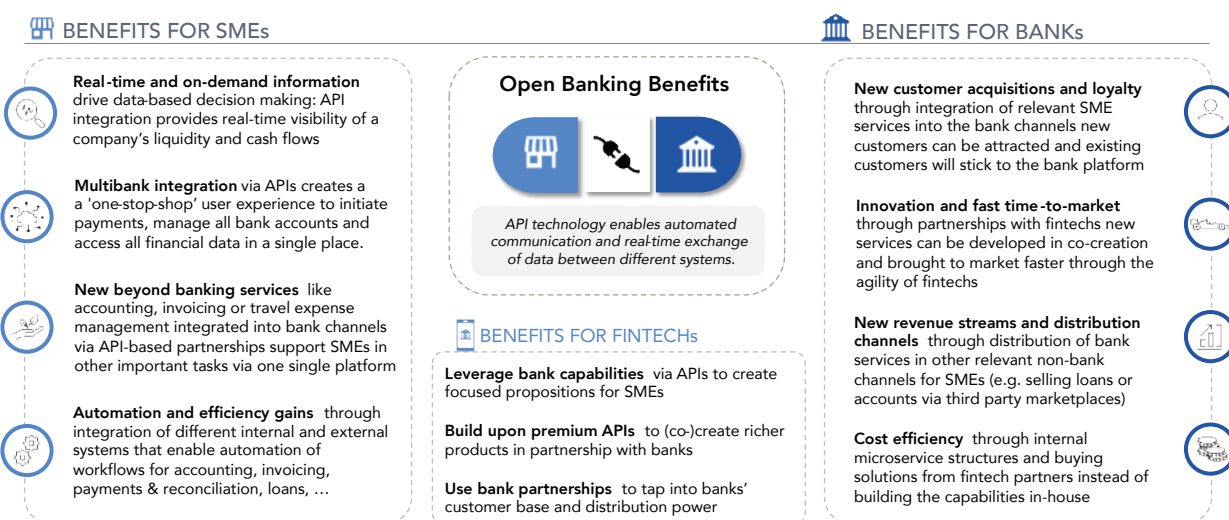 BENEFITS FOR SMEs
Real-time and on-demand information
drive data-based decision making: API
integration provides real-time visibility of a
company's liquidity and cash flows
Multibank integration via APIs creates a
a 'one-stop-shop' user experience to initiate
payments, manage all bank accounts and
access all financial data in a single place.
New beyond banking services like
accounting, invoicing or travel expense
management integrated into bank channels
via API-based partnerships support SMEs in
other important tasks via one single platform
Automation and efficiency gains through
integration of different internal and external
systems that enable automation of
workflows for accounting, invoicing,
payments & reconciliation, loans, …
Open Banking Benefits
API technology enables automated
communication and real-time exchange
of data between different systems.
BENEFITS FOR FINTECHs
Leverage bank capabilities via APIs to create
focused propositions for SMEs
Build upon premium APIs to (co-)create richer
products in partnership with banks
Use bank partnerships to tap into banks'
customer base and distribution power
BENEFITS FOR BANKs
New customer acquisitions and loyalty
through integration of relevant SME
services into the bank channels new
customers can be attracted and existing
customers will stick to the bank platform
Innovation and fast time-to-market
through partnerships with fintechs new
services can be developed in co-creation
and brought to market faster through the
agility of fintechs
New revenue streams and distribution
channels through distribution of bank
services in other relevant non-bank
channels for SMEs (e.g. selling loans or
accounts via third party marketplaces)
Cost efficiency through internal
microservice structures and buying
solutions from fintech partners instead of
building the capabilities in-house